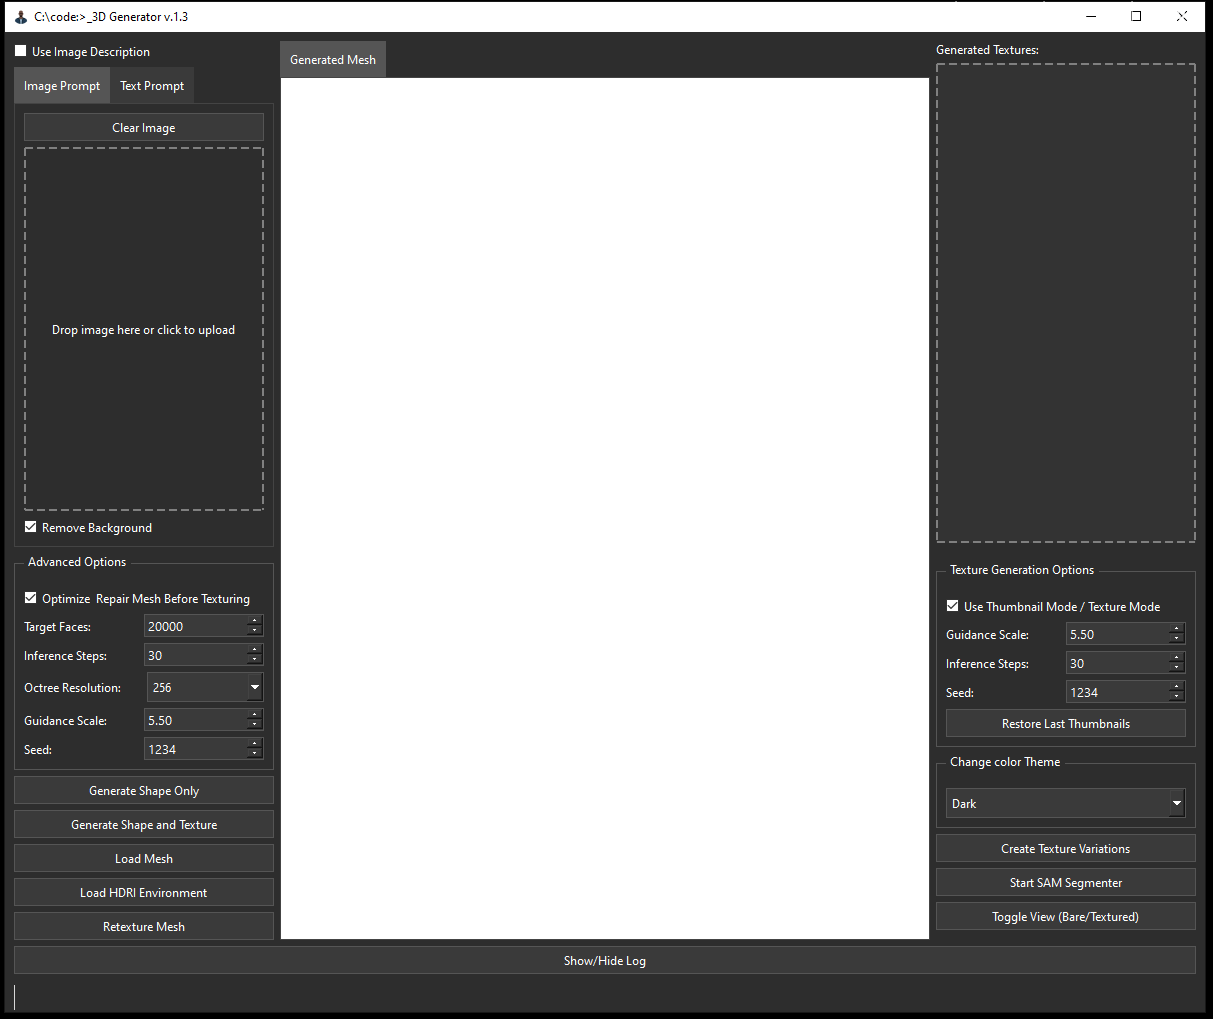 C:\code:>_3D Generator v.1.3
Use Image Description
Image Prompt
Text Prompt
Clear Image
Drop image here or click to upload
Remove Background
Advanced Options
Optimize  Repair Mesh Before Texturing
Target Faces:
20000
Inference Steps:
30
Octree Resolution:
256
Guidance Scale:
5.50
Seed:
1234
Generate Shape Only
Generate Shape and Texture
Load Mesh
Load HDRI Environment
Retexture Mesh
Generated Mesh
Generated Textures:
Texture Generation Options
Use Thumbnail Mode / Texture Mode
Guidance Scale:
5.50
Inference Steps:
30
Seed:
1234
Restore Last Thumbnails
Change color Theme
Dark
Create Texture Variations
Start SAM Segmenter
Toggle View (Bare/Textured)
Show/Hide Log